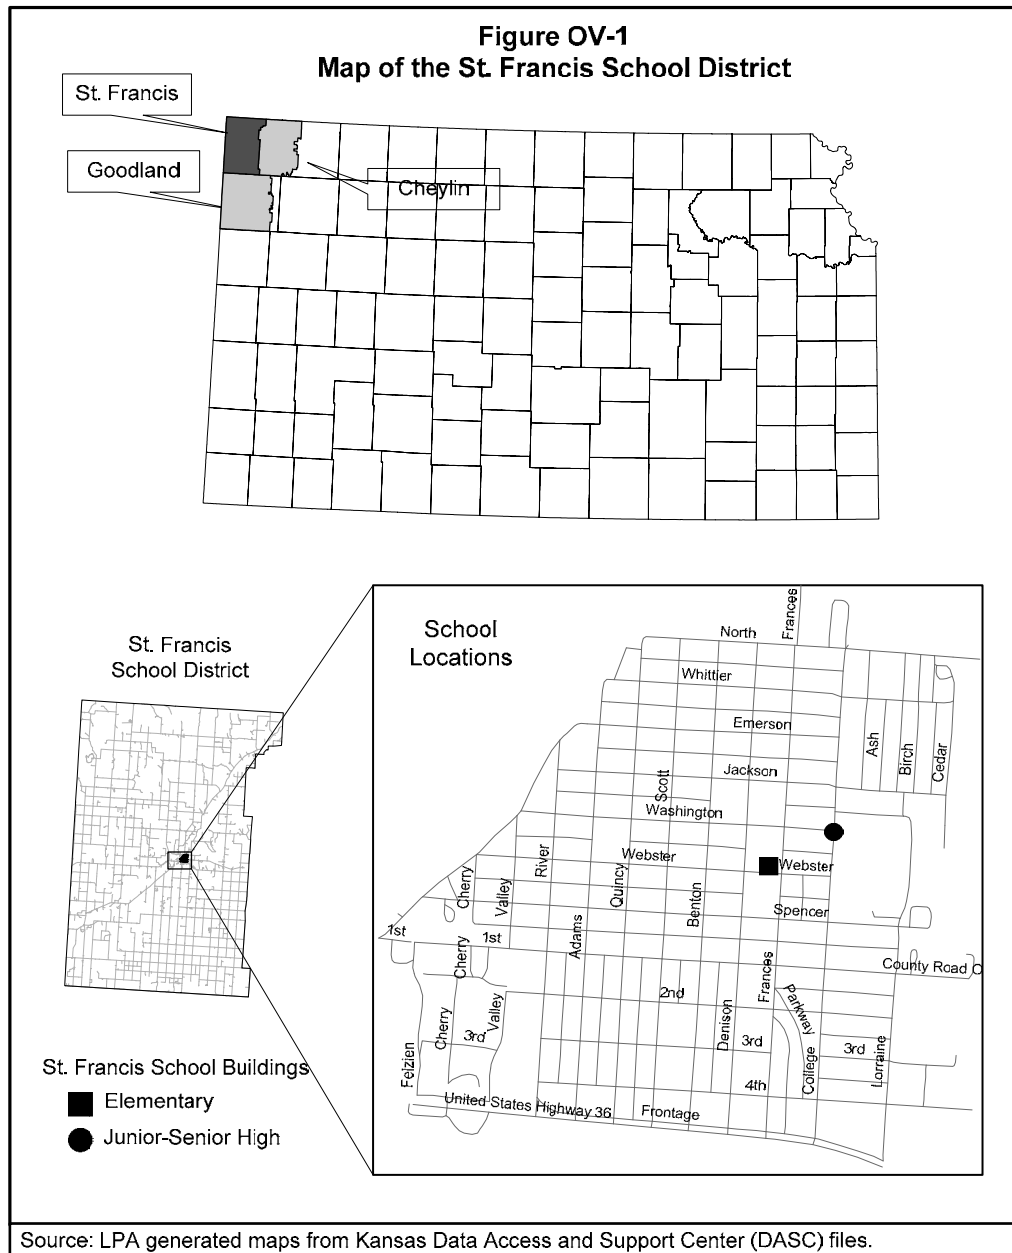 Figure OV-1
Map of the St. Francis School District
St. Francis
Goodland
Cheylin
St. Francis
School District
School
Locations
North
Frances
Whittier
Emerson
Ash
Birch
Cedar
Jackson
Scott
Washington
Webster
Webster
River
Cherry
Valley
Quincy
Benton
Spencer
Adams
1st
1st
Cherry
County Road O
Frances
2nd
Parkway
Valley
Cherry
3rd
Denison
3rd
3rd
Felzien
College
Lorraine
4th
United States Highway 36
Frontage
St. Francis School Buildings
Elementary
Junior-Senior High
Source: LPA generated maps from Kansas Data Access and Support Center (DASC) files.